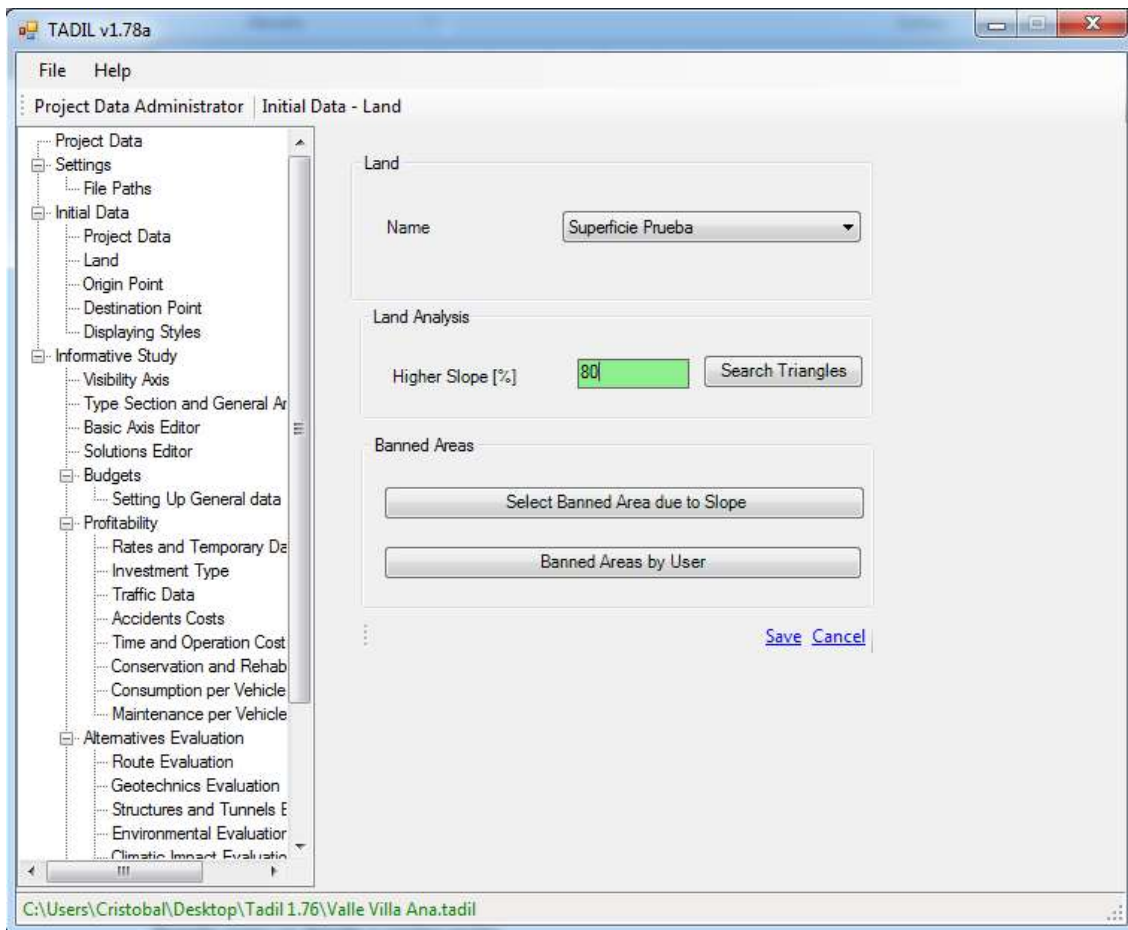 TADIL v1.78a
File Help
Project Data Administrator Initial Data - Land
Project Data
Settings
File Paths
Initial Data
Project Data
Land
Origin Point
Destination Point
Displaying Styles
Informative Study
Visibility Axis
Type Section and General Ar
Basic Axis Editor
Solutions Editor
Budgets
Setting Up General data
Profitability
Rates and Temporary Da
Investment Type
Traffic Data
Accidents Costs
Time and Operation Cost
Conservation and Rehab
Consumption per Vehicle
Maintenance per Vehicle
Alternatives Evaluation
Route Evaluation
Geotechnics Evaluation
Structures and Tunnels E
Environmental Evaluation
Climatic Impact Evaluatio
Land
Name Superficie Prueba
Land Analysis
Higher Slope [%] 80 Search Triangles
Banned Areas
Select Banned Area due to Slope
Banned Areas by User
Save Cancel
C:\Users\Cristobal\Desktop\Tadil 1.76\Valle Villa Ana.tadil